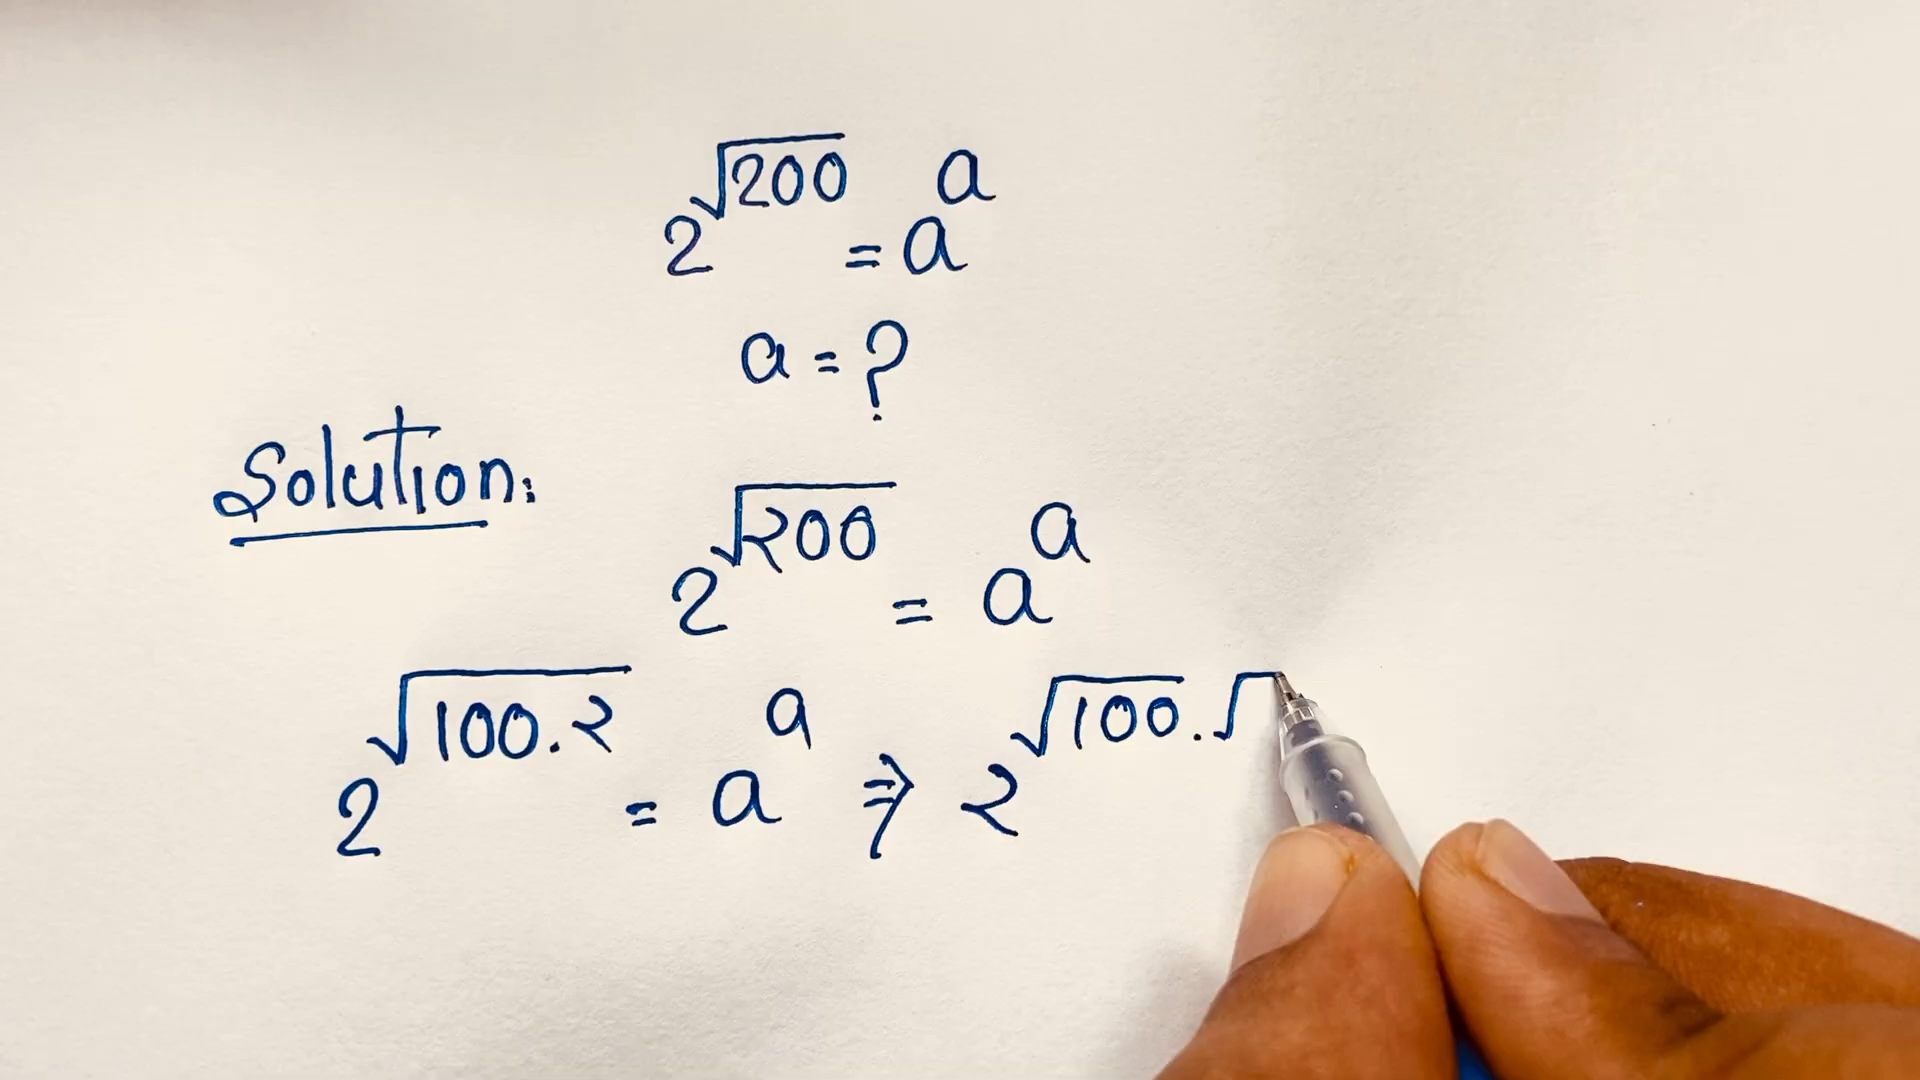 2^√200 = a^a
a = ?
Solution:
2^√200 = a^a
2^√100.2 = a^a ⇒ 2^√100.√